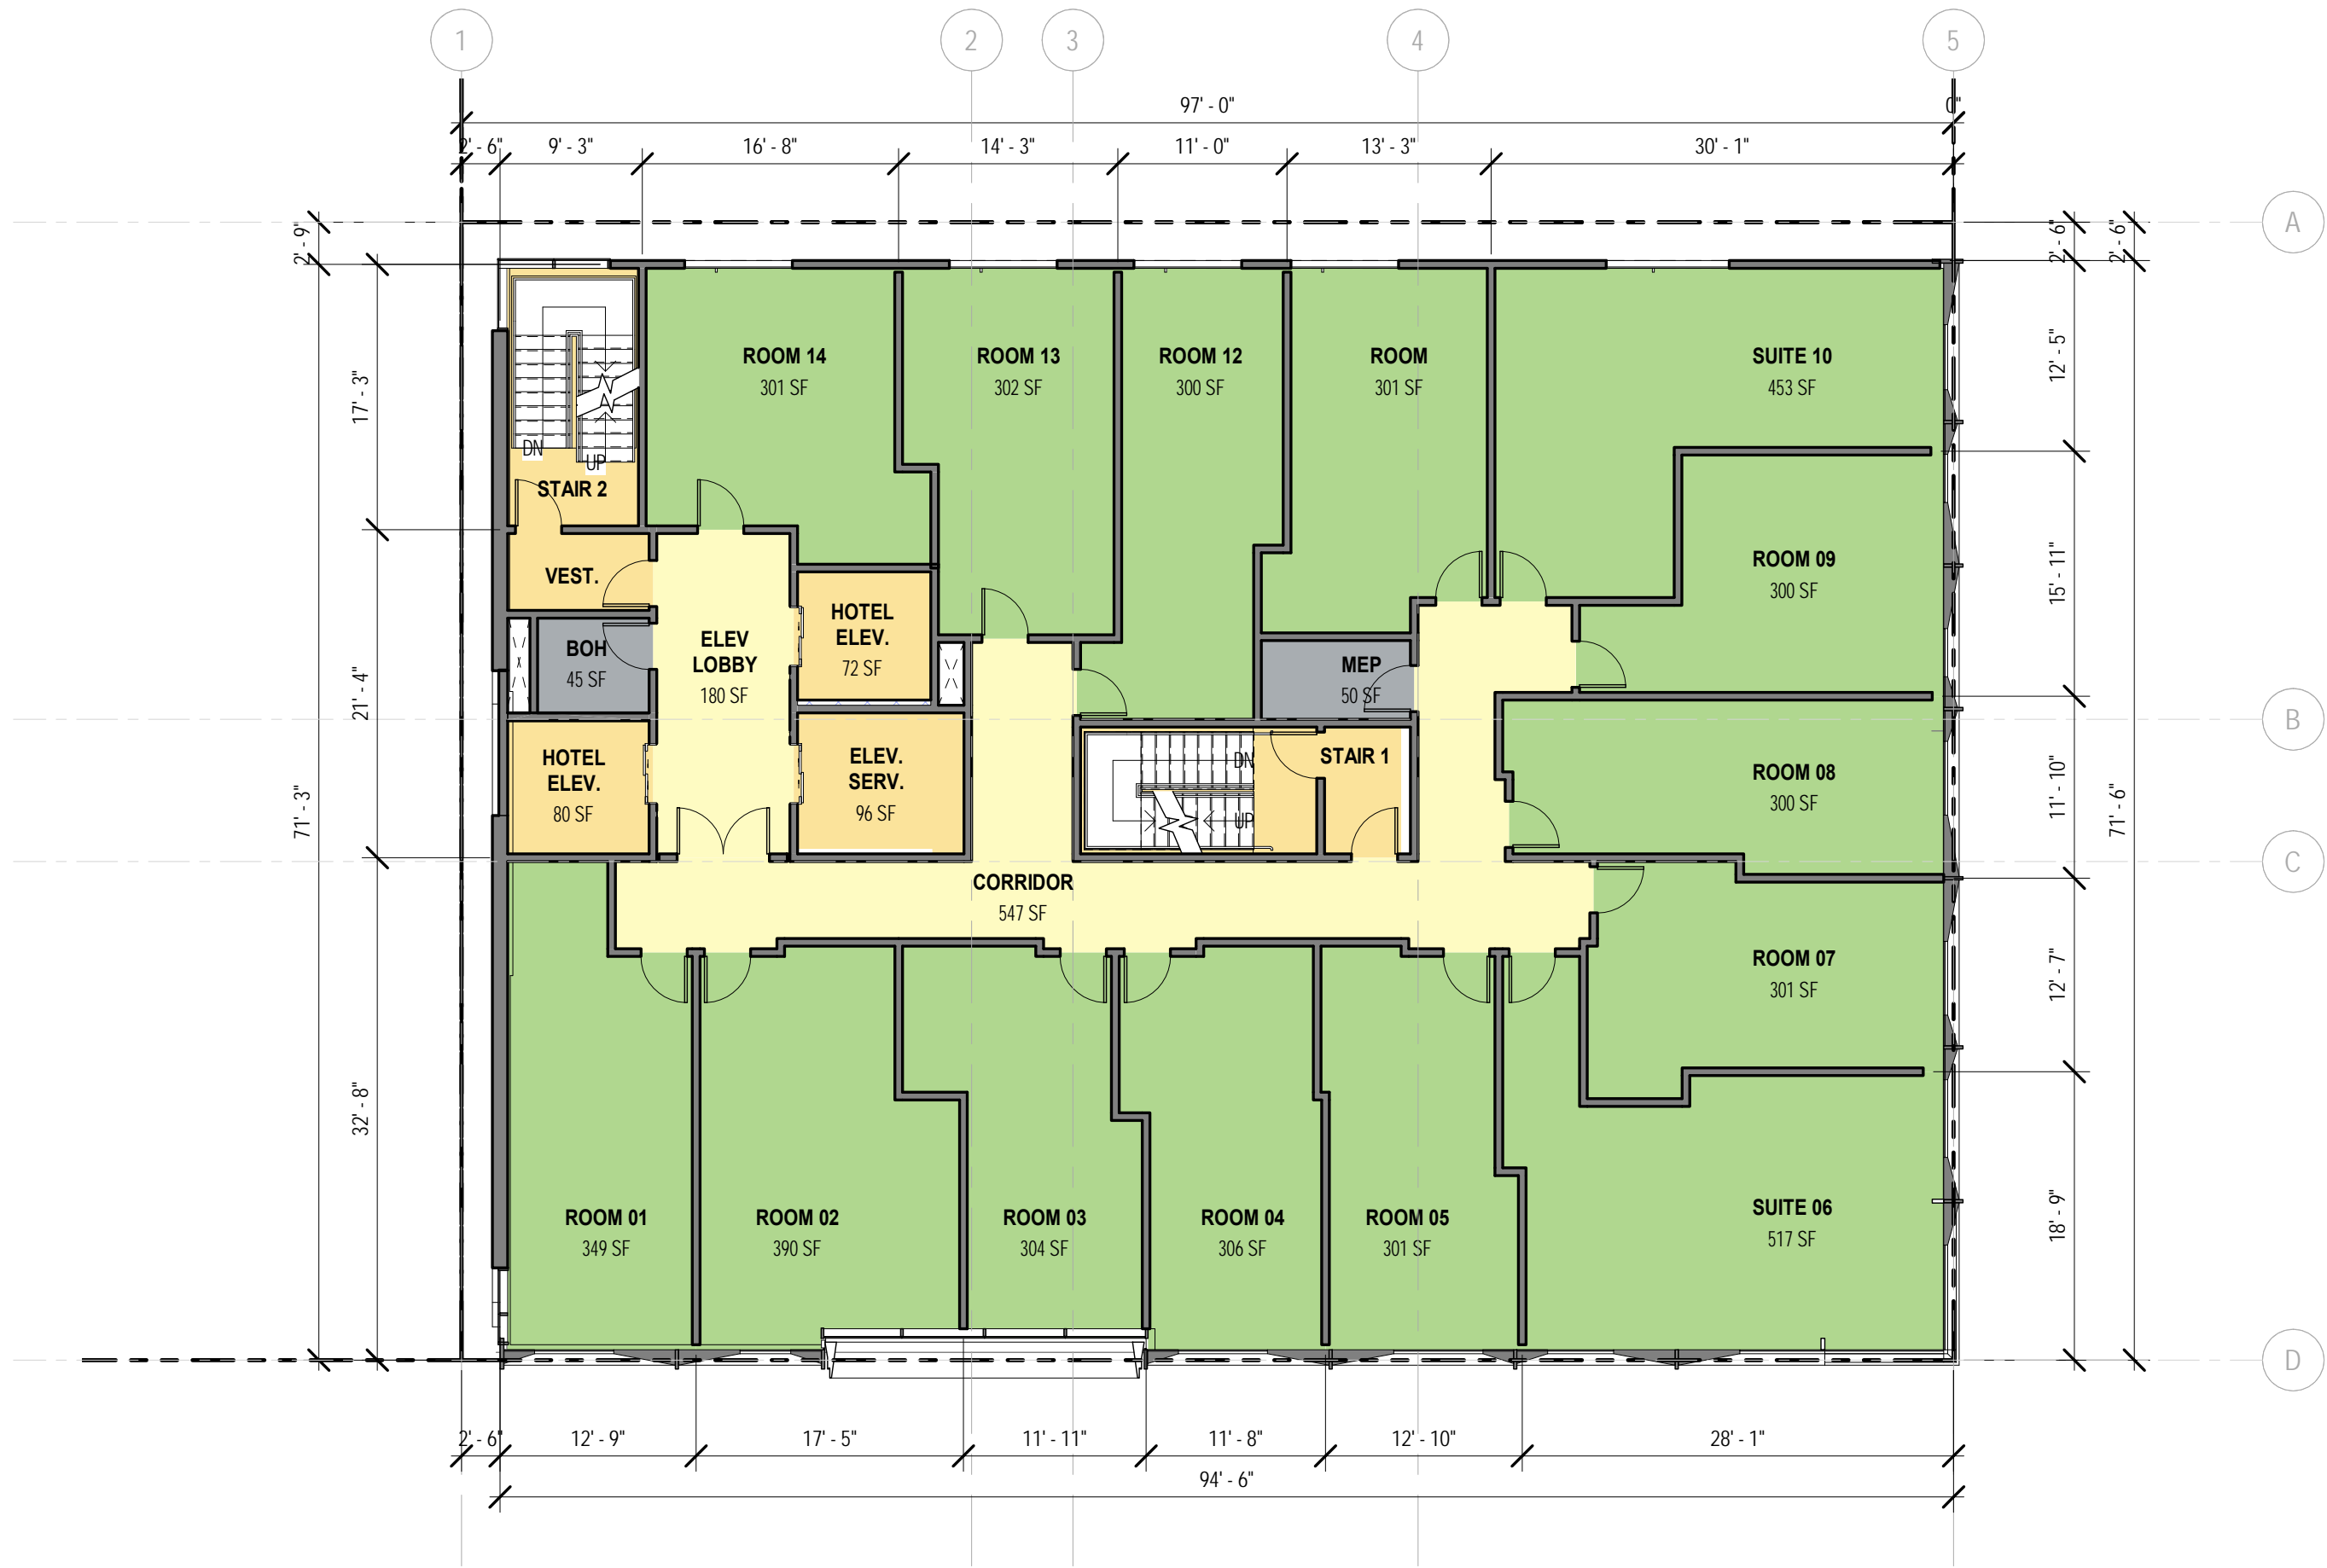 1
2
3
4
5
97' - 0"
0"
2' - 6"
9' - 3"
16' - 8"
14' - 3"
11' - 0"
13' - 3"
30' - 1"
A
2' - 9"
2' - 6"
2' - 6"
ROOM 14
301 SF
ROOM 13
302 SF
ROOM 12
300 SF
ROOM
301 SF
SUITE 10
453 SF
12' - 5"
17' - 3"
DN
UP
STAIR 2
VEST.
ROOM 09
300 SF
15' - 11"
HOTEL
ELEV.
72 SF
BOH
45 SF
ELEV
LOBBY
180 SF
MEP
50 SF
21' - 4"
B
HOTEL
ELEV.
80 SF
ELEV.
SERV.
96 SF
DN
UP
STAIR 1
ROOM 08
300 SF
11' - 10"
71' - 3"
71' - 6"
C
CORRIDOR
547 SF
ROOM 07
301 SF
12' - 7"
32' - 8"
ROOM 01
349 SF
ROOM 02
390 SF
ROOM 03
304 SF
ROOM 04
306 SF
ROOM 05
301 SF
SUITE 06
517 SF
18' - 9"
D
2' - 6"
12' - 9"
17' - 5"
11' - 11"
11' - 8"
12' - 10"
28' - 1"
94' - 6"